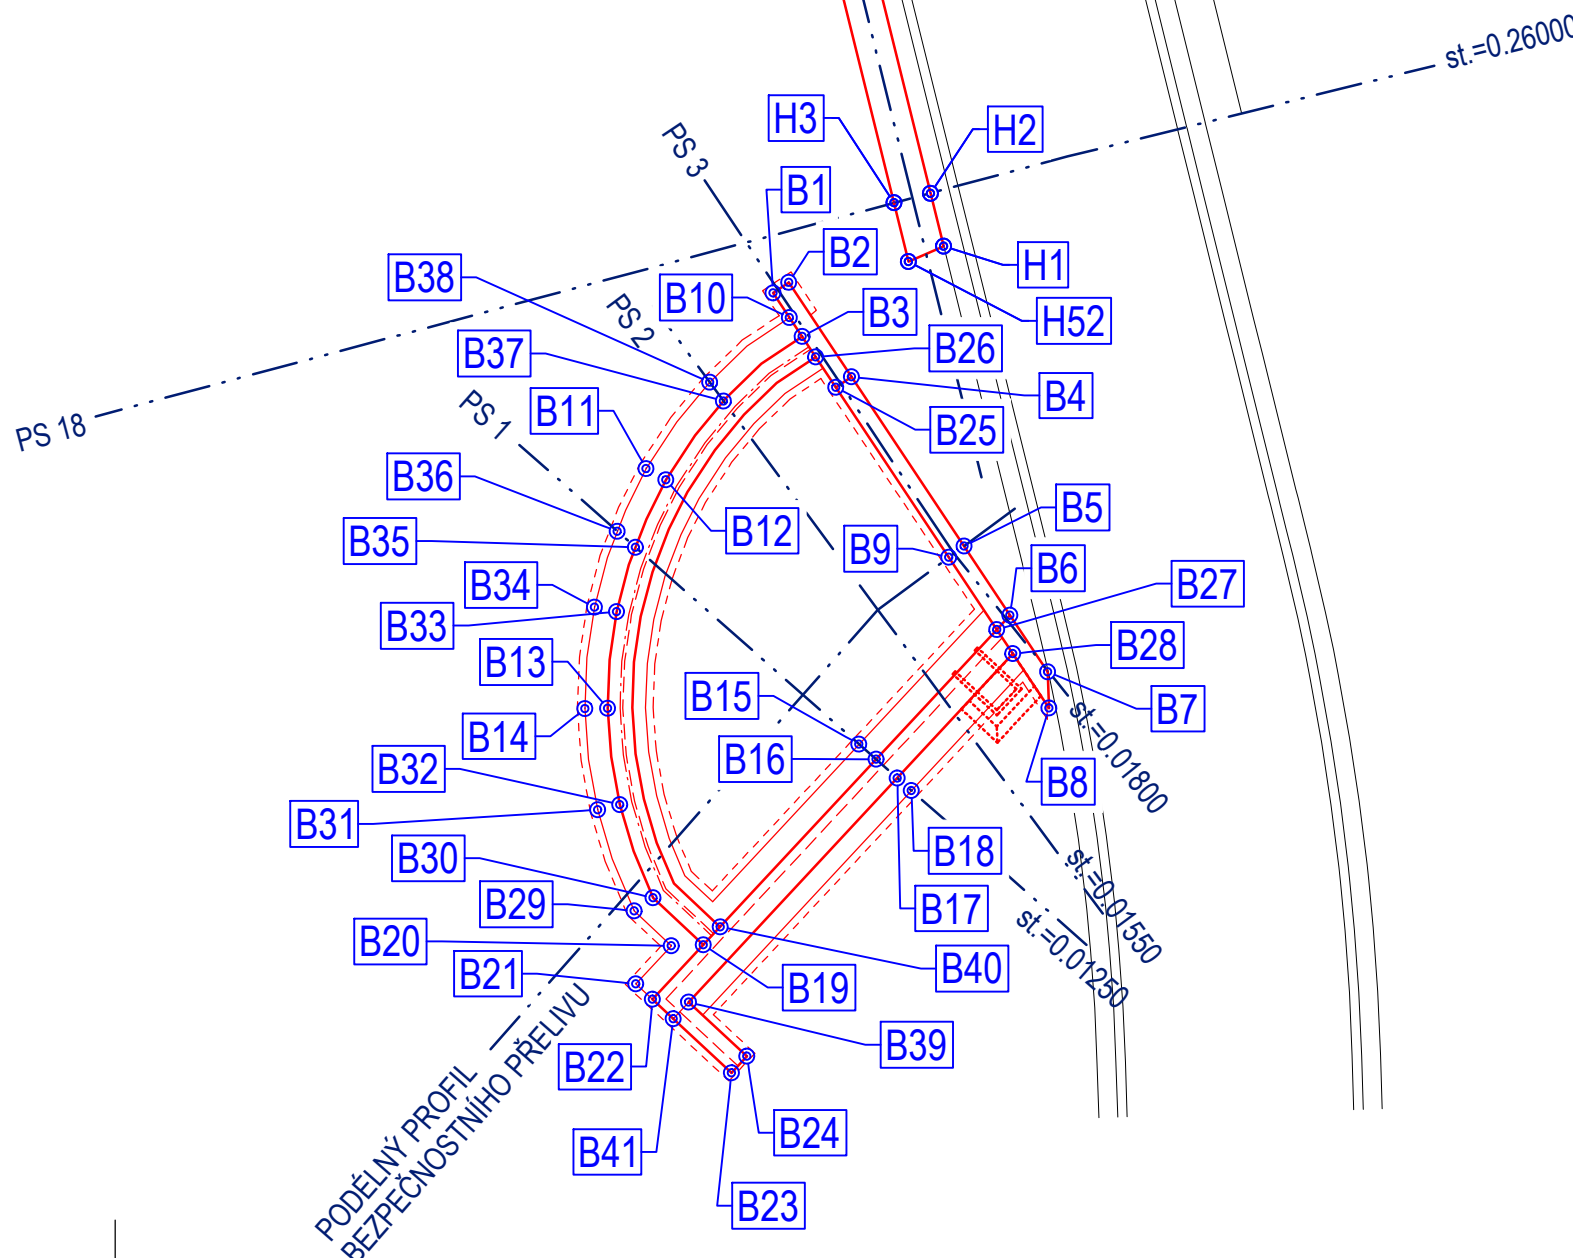 st.=0.26000
H3
H2
PS 3
B1
B2
H1
B38
B10
PS 2
B3
H52
B26
B37
PS 1
B4
B11
B25
PS 18
B36
B5
B12
B35
B9
B6
B34
B27
B33
B28
B13
B15
B7
B14
st.=0.01800
B16
B32
B8
B31
B18
B30
st.=0.01550
B29
B17
B20
st.=0.01250
B21
B40
B19
B39
B22
PODÉLNÝ PROFIL
BEZPEČNOSTNÍHO PŘELIVU
B24
B41
B23